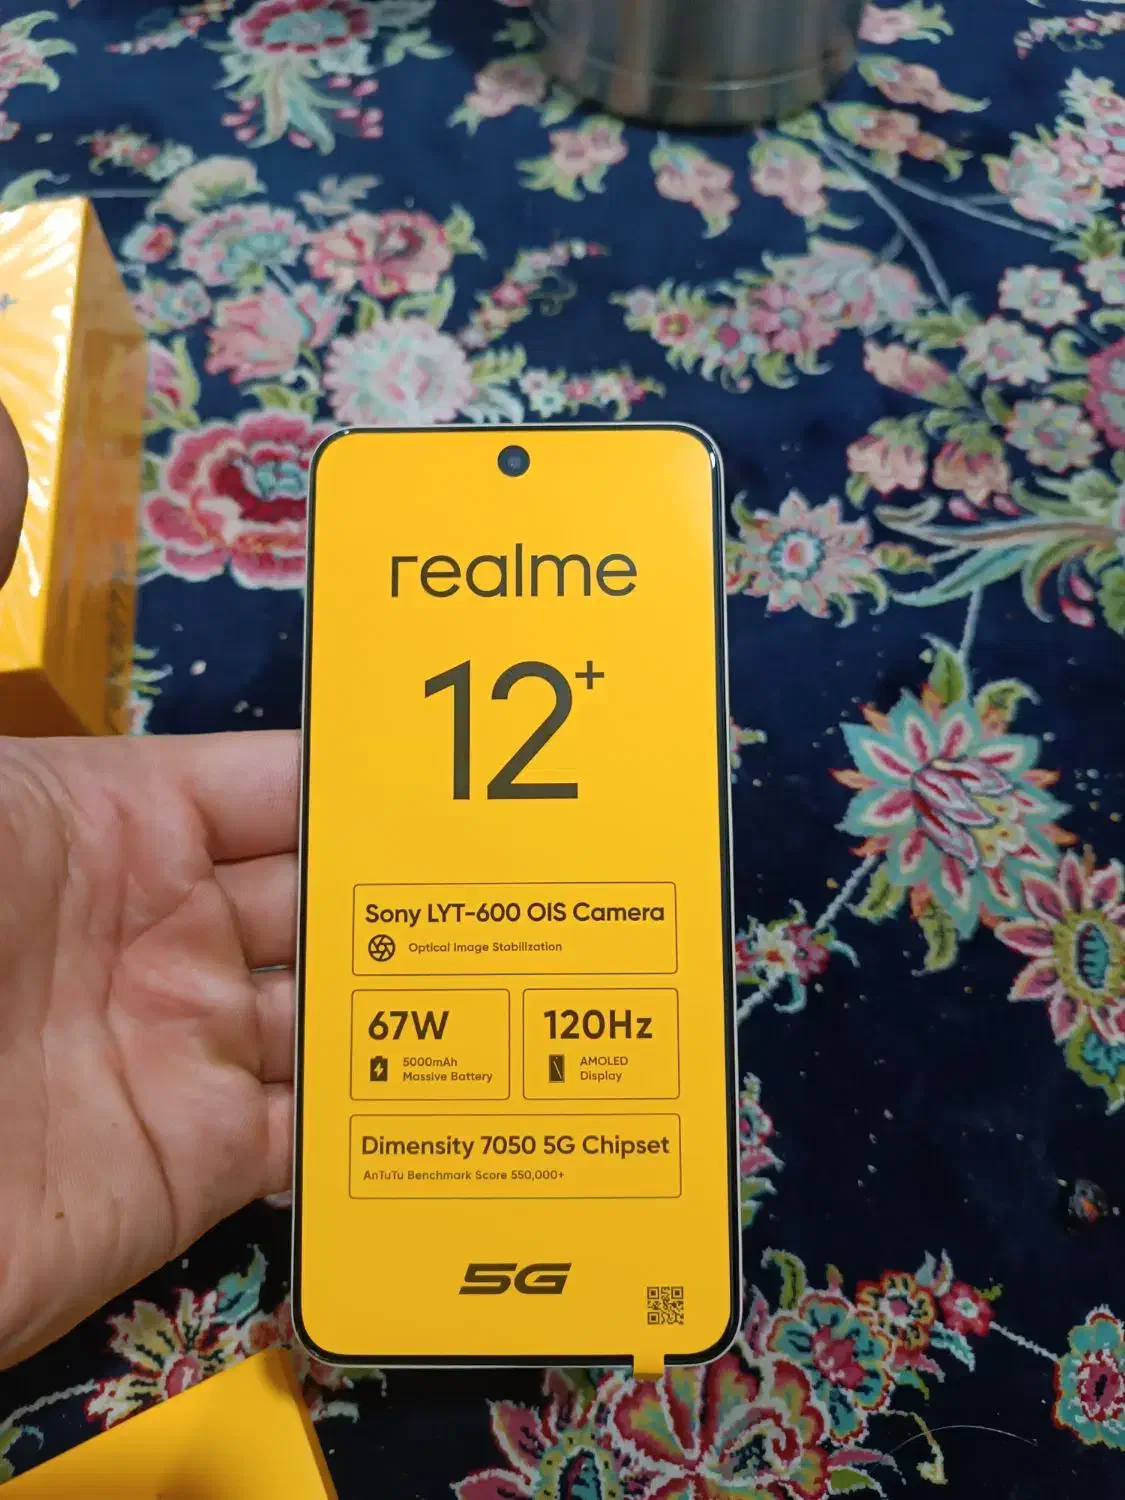 realme
12+
Sony LYT-600 OIS Camera
Optical Image Stabilization
67W
5000mAh
Massive Battery
120Hz
AMOLED
Display
Dimensity 7050 5G Chipset
AnTuTu Benchmark Score 550,000+
5G